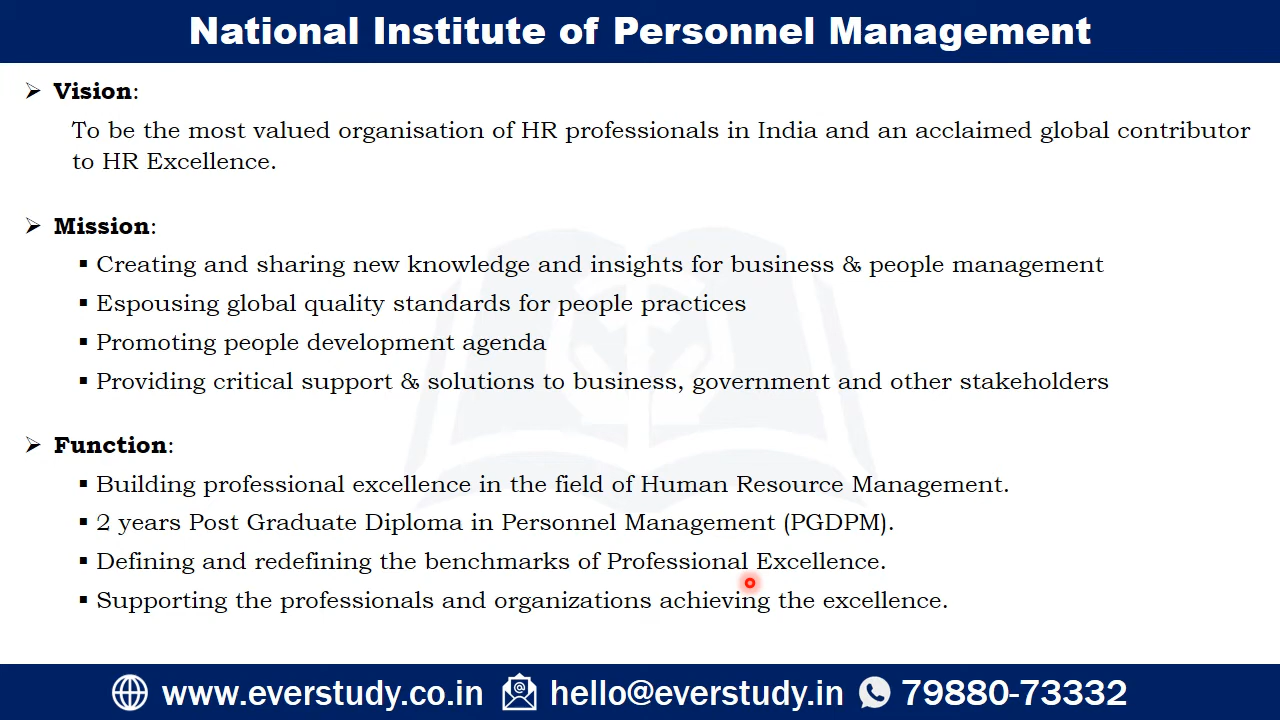 National Institute of Personnel Management
➢ Vision:
To be the most valued organisation of HR professionals in India and an acclaimed global contributor
to HR Excellence.
➢ Mission:
▪ Creating and sharing new knowledge and insights for business & people management
▪ Espousing global quality standards for people practices
▪ Promoting people development agenda
▪ Providing critical support & solutions to business, government and other stakeholders
➢ Function:
▪ Building professional excellence in the field of Human Resource Management.
▪ 2 years Post Graduate Diploma in Personnel Management (PGDPM).
▪ Defining and redefining the benchmarks of Professional Excellence.
▪ Supporting the professionals and organizations achieving the excellence.
www.everstudy.co.in hello@everstudy.in 79880-73332